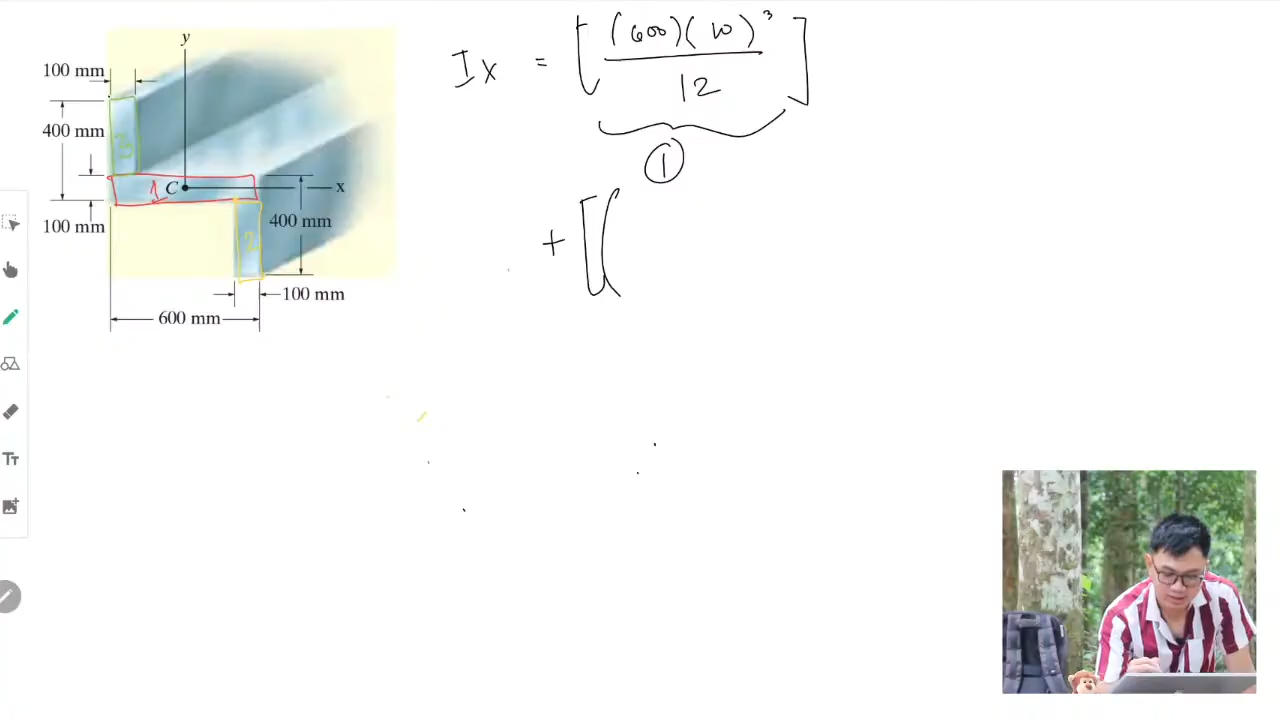 y
100 mm
400 mm
3
1 C x
100 mm
2
400 mm
100 mm
600 mm
Ix = [ (600)(10)³
12 ]
1
+ [(
TT